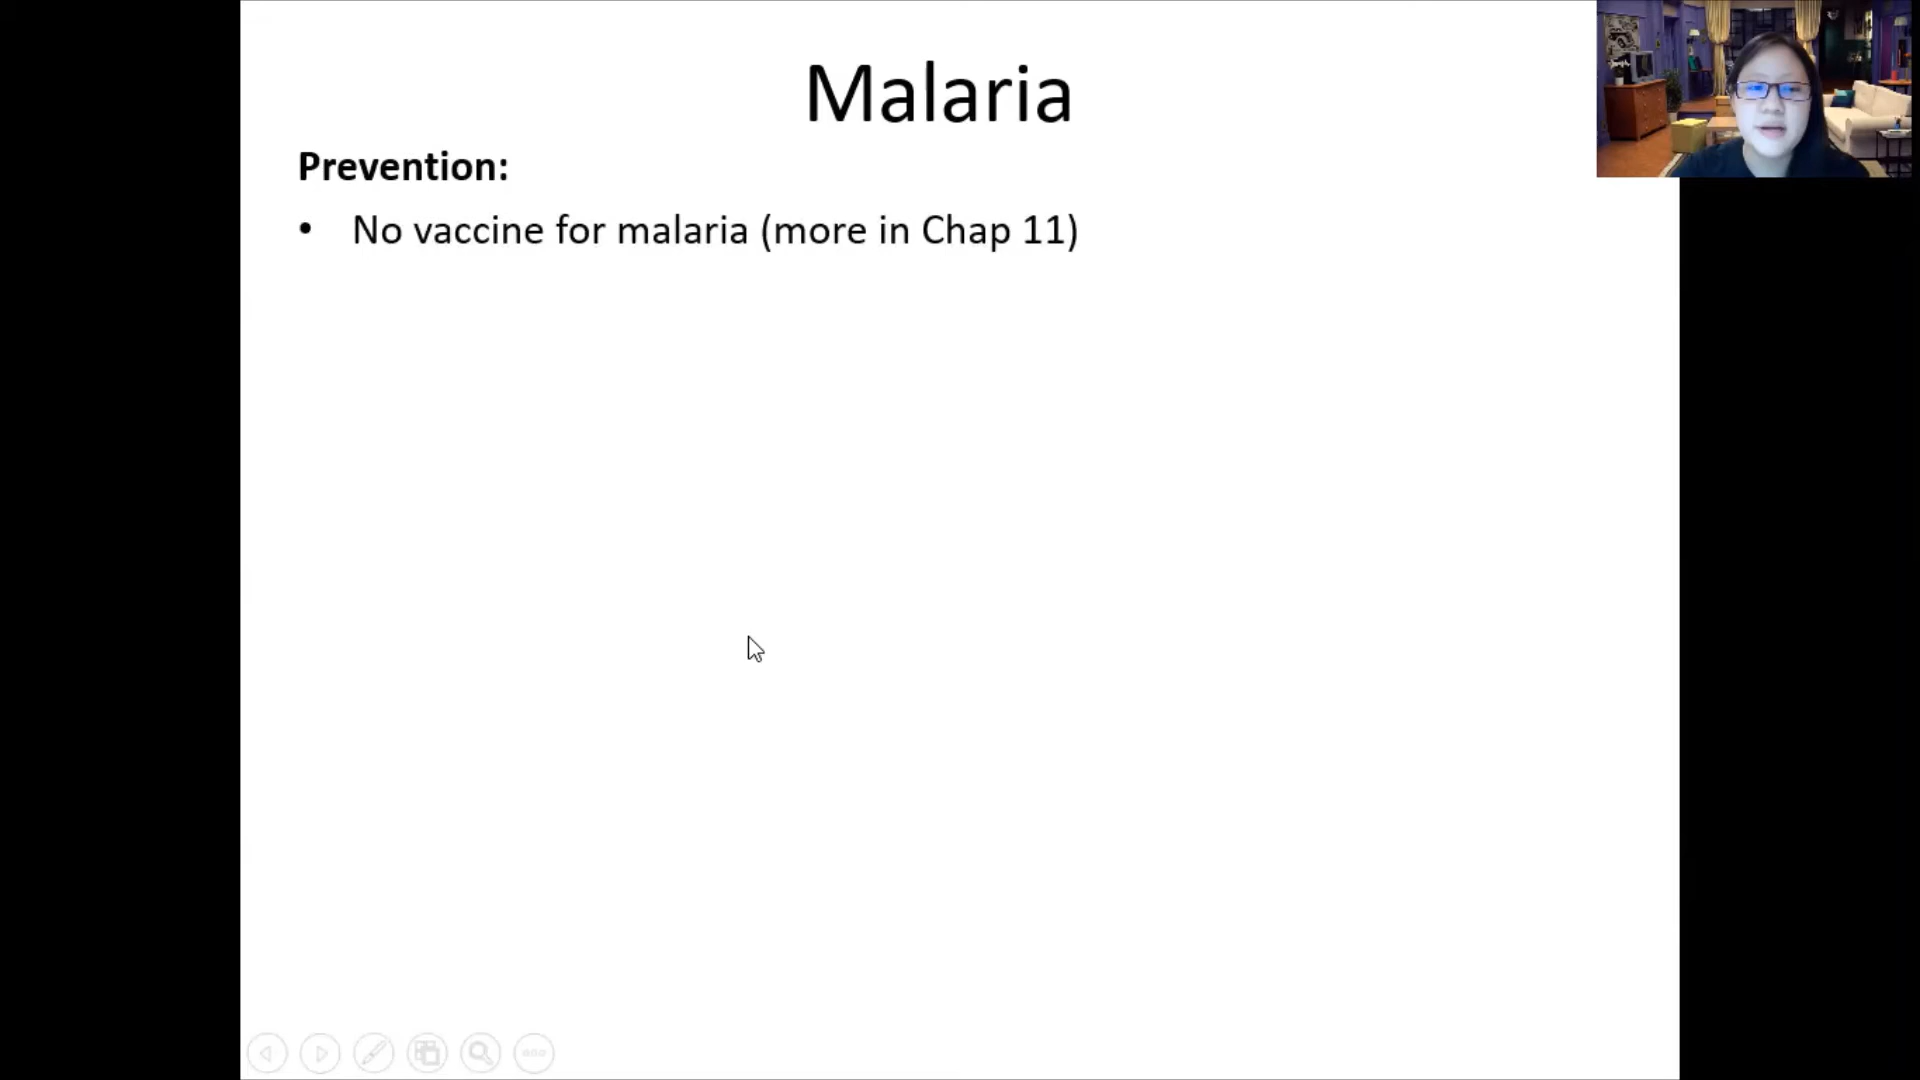 Malaria
Prevention:
• No vaccine for malaria (more in Chap 11)